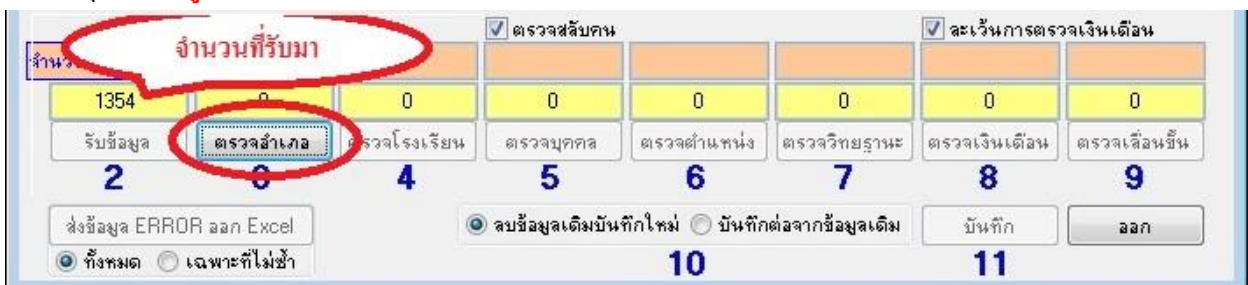 ตรวจสลับคน ละเว้นการตรวจเงินเดือน
จำนวนที่รับมา
1354 0 0 0 0 0 0 0
รับข้อมูล ตรวจอำเภอ ตรวจโรงเรียน ตรวจบุคคล ตรวจตำแหน่ง ตรวจวิทยฐานะ ตรวจเงินเดือน ตรวจเลื่อนขั้น
2 3 4 5 6 7 8 9
ส่งข้อมูล ERROR ออก Excel ลบข้อมูลเดิมบันทึกใหม่ บันทึกต่อจากข้อมูลเดิม บันทึก ออก
ทั้งหมด เฉพาะที่ไม่ซ้ำ 10 11